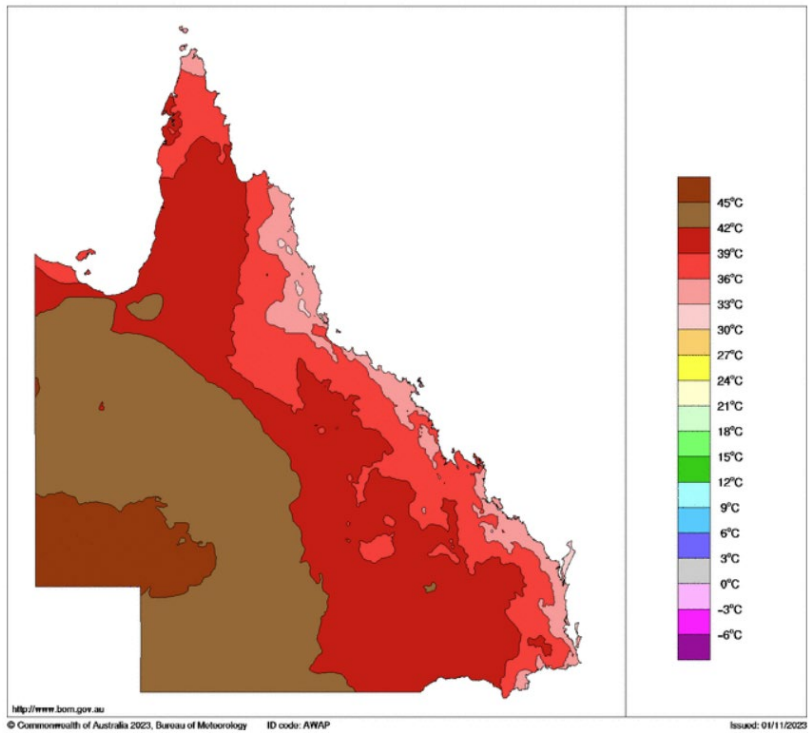 45°C
42°C
39°C
36°C
33°C
30°C
27°C
24°C
21°C
18°C
15°C
12°C
9°C
6°C
3°C
0°C
-3°C
-6°C
http://www.bom.gov.au
© Commonwealth of Australia 2023, Bureau of Meteorology ID code: AWAP Issued: 01/11/2023